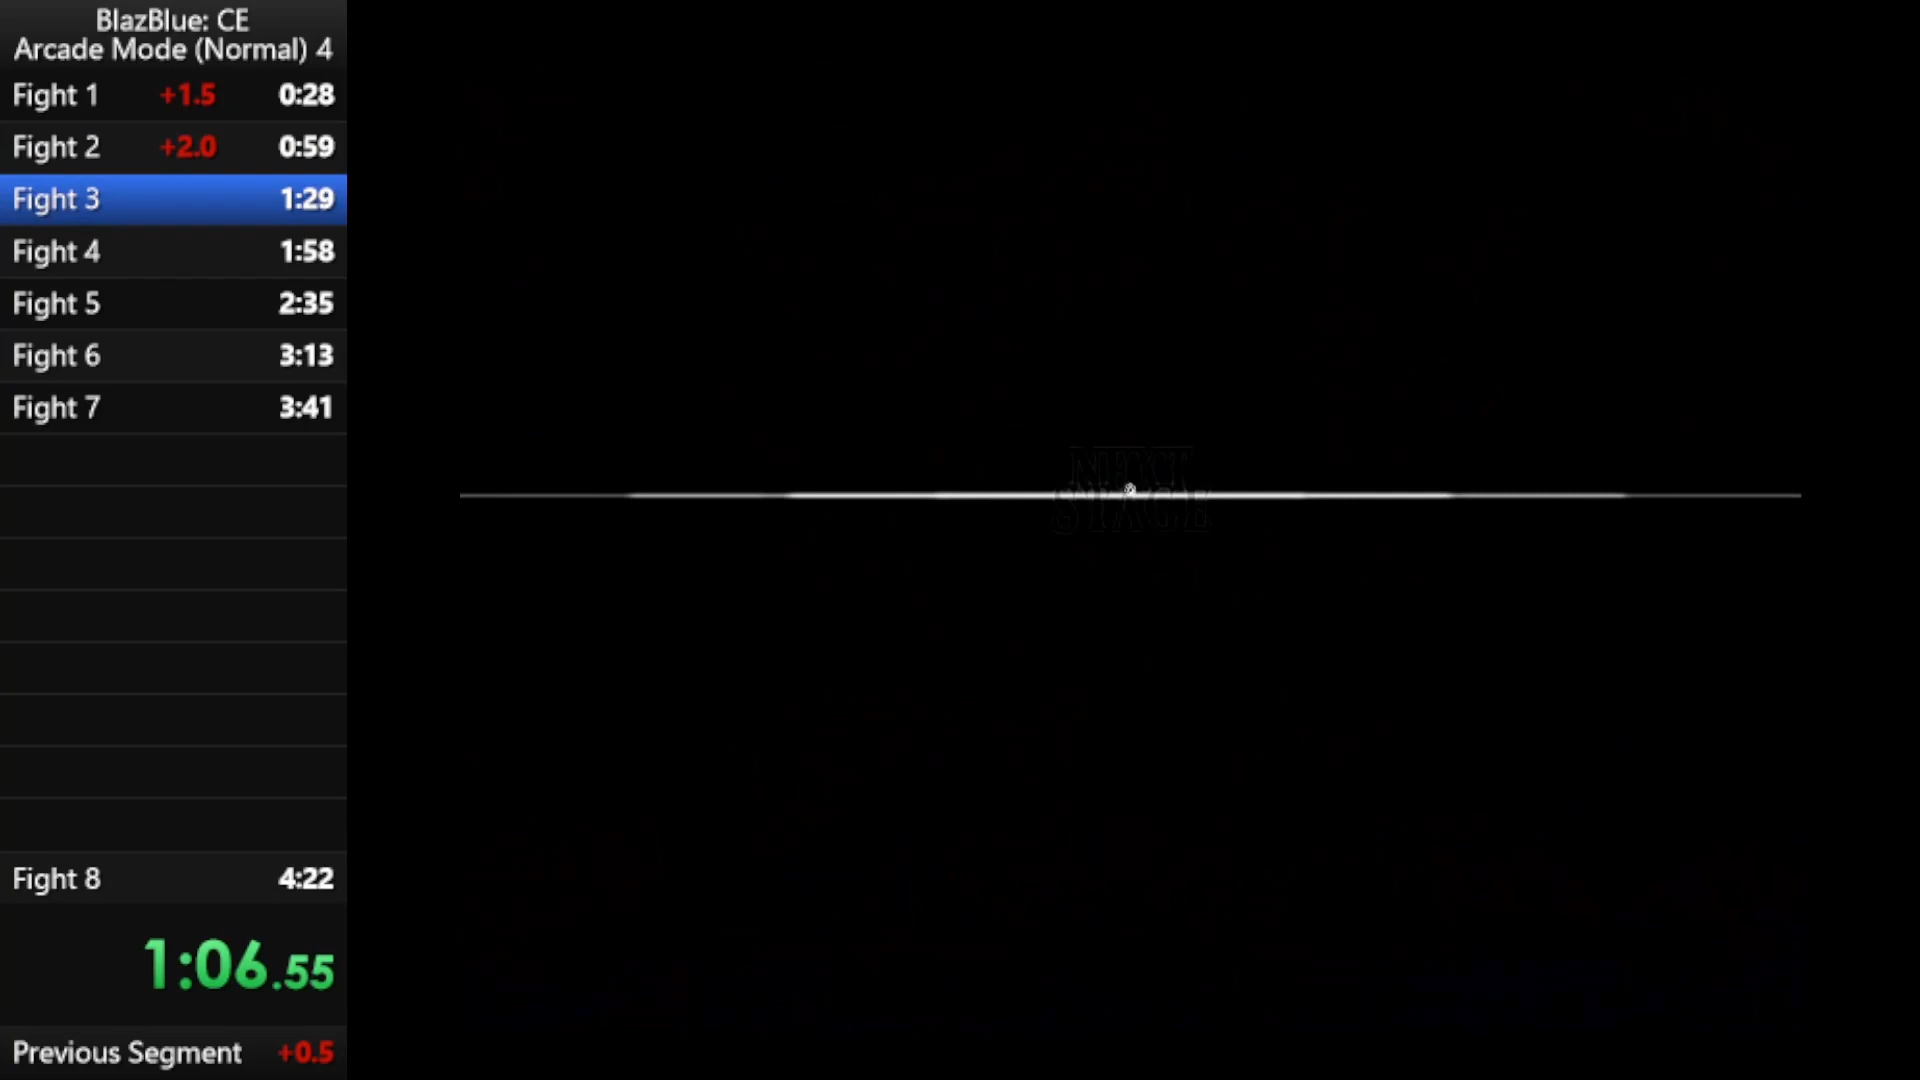 BlazBlue: CE
Arcade Mode (Normal) 4
Fight 1 +1.5 0:28
Fight 2 +2.0 0:59
Fight 3 1:29
Fight 4 1:58
Fight 5 2:35
Fight 6 3:13
Fight 7 3:41
NEXT
STAGE
Fight 8 4:22
1:06.55
Previous Segment +0.5